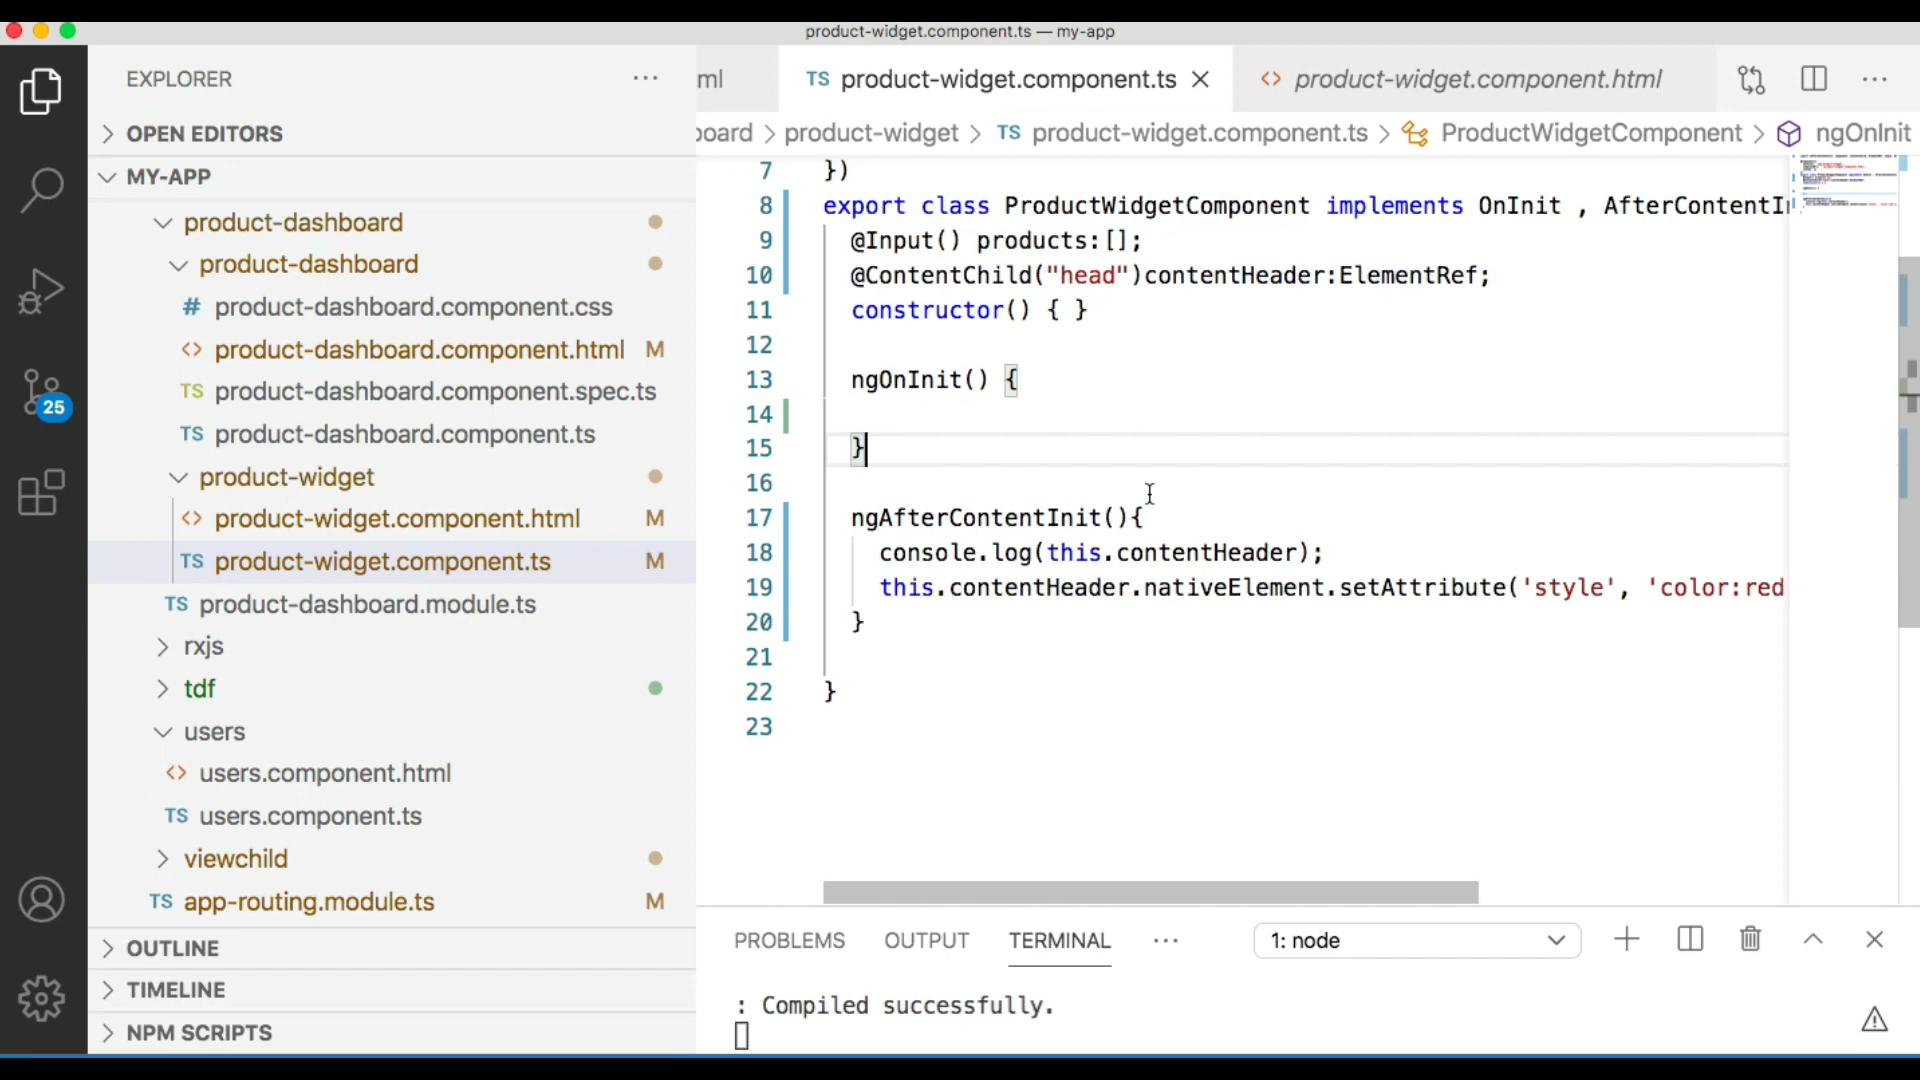 product-widget.component.ts — my-app
EXPLORER
OPEN EDITORS
MY-APP
product-dashboard
product-dashboard
# product-dashboard.component.css
<> product-dashboard.component.html M
TS product-dashboard.component.spec.ts
TS product-dashboard.component.ts
product-widget
<> product-widget.component.html M
TS product-widget.component.ts M
TS product-dashboard.module.ts
rxjs
tdf
users
<> users.component.html
TS users.component.ts
viewchild
TS app-routing.module.ts M
OUTLINE
TIMELINE
NPM SCRIPTS
25
ml TS product-widget.component.ts <> product-widget.component.html
board > product-widget > TS product-widget.component.ts > ProductWidgetComponent > ngOnInit
7 })
8 export class ProductWidgetComponent implements OnInit , AfterContentI
9 @Input() products:[];
10 @ContentChild("head")contentHeader:ElementRef;
11 constructor() { }
12
13 ngOnInit() {
14
15 }
16
17 ngAfterContentInit(){
18 console.log(this.contentHeader);
19 this.contentHeader.nativeElement.setAttribute('style', 'color:red
20 }
21
22 }
23
PROBLEMS OUTPUT TERMINAL 1: node
: Compiled successfully.